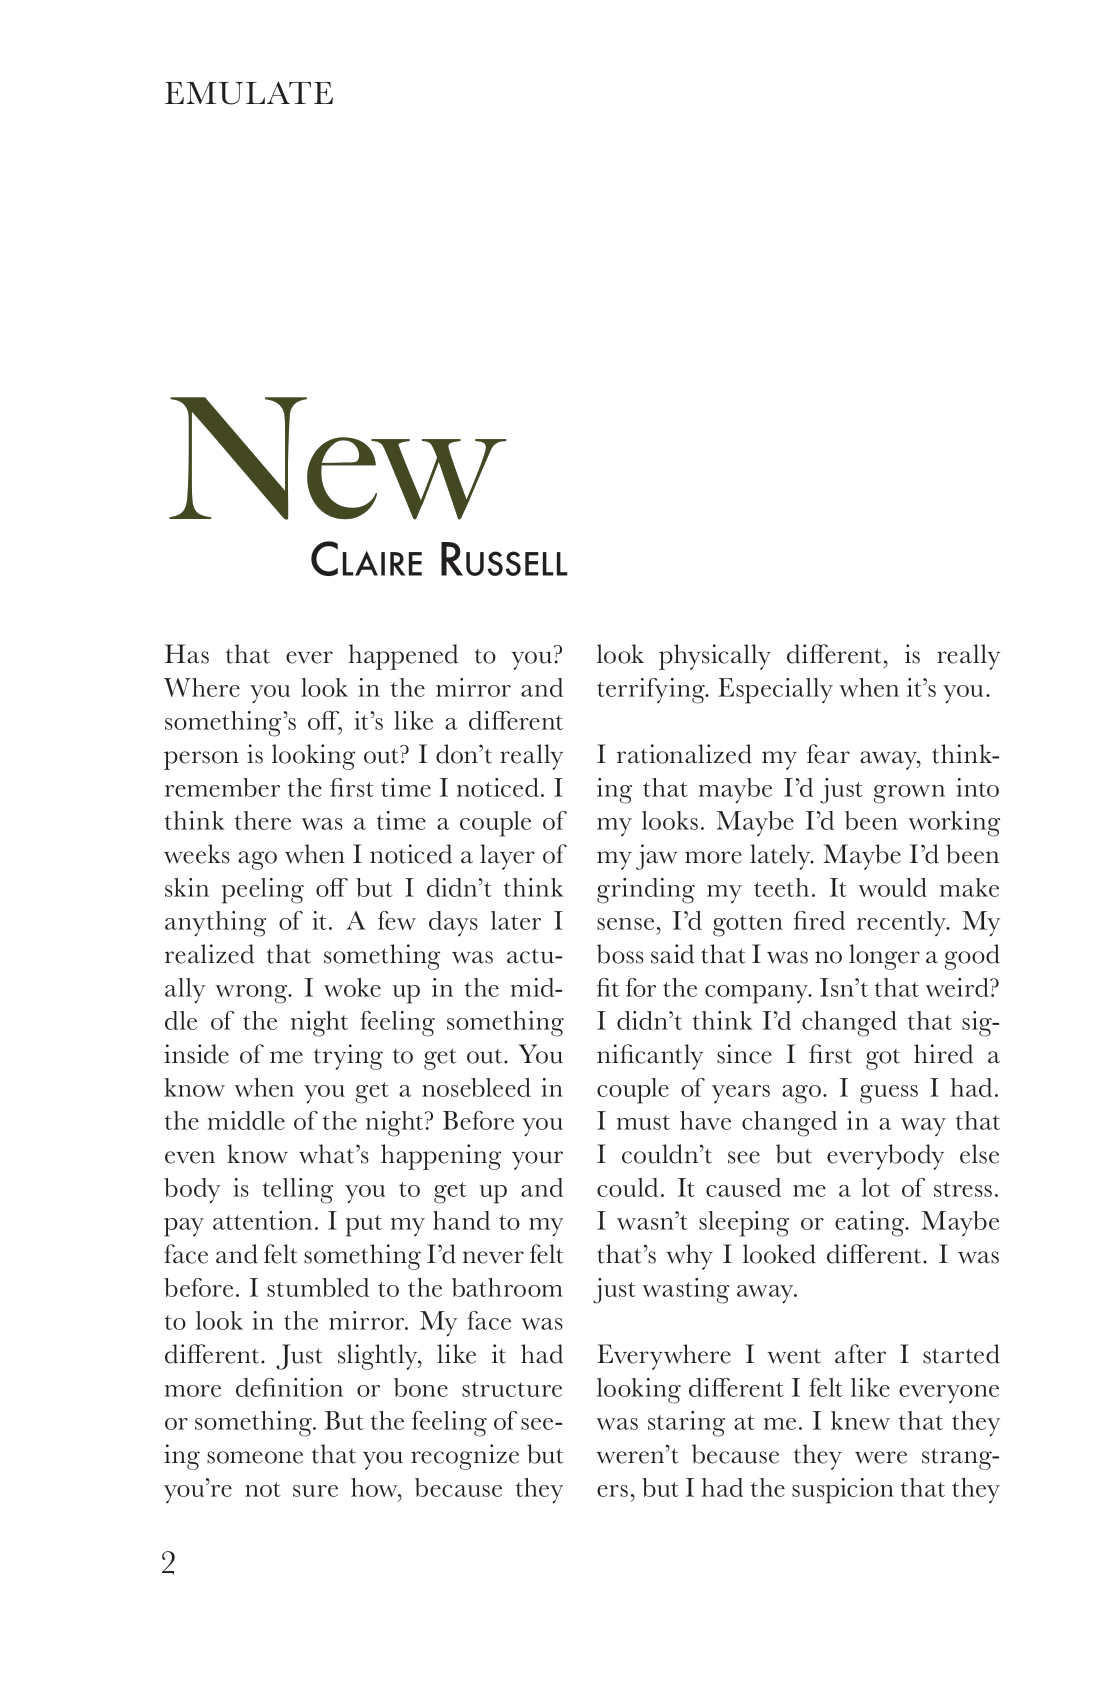 EMULATE
New
Claire Russell
Has that ever happened to you?
Where you look in the mirror and
something’s off, it’s like a different
person is looking out? I don’t really
remember the first time I noticed. I
think there was a time a couple of
weeks ago when I noticed a layer of
skin peeling off but I didn’t think
anything of it. A few days later I
realized that something was actu-
ally wrong. I woke up in the mid-
dle of the night feeling something
inside of me trying to get out. You
know when you get a nosebleed in
the middle of the night? Before you
even know what’s happening your
body is telling you to get up and
pay attention. I put my hand to my
face and felt something I’d never felt
before. I stumbled to the bathroom
to look in the mirror. My face was
different. Just slightly, like it had
more definition or bone structure
or something. But the feeling of see-
ing someone that you recognize but
you’re not sure how, because they
look physically different, is really
terrifying. Especially when it’s you.
I rationalized my fear away, think-
ing that maybe I’d just grown into
my looks. Maybe I’d been working
my jaw more lately. Maybe I’d been
grinding my teeth. It would make
sense, I’d gotten fired recently. My
boss said that I was no longer a good
fit for the company. Isn’t that weird?
I didn’t think I’d changed that sig-
nificantly since I first got hired a
couple of years ago. I guess I had.
I must have changed in a way that
I couldn’t see but everybody else
could. It caused me a lot of stress.
I wasn’t sleeping or eating. Maybe
that’s why I looked different. I was
just wasting away.
Everywhere I went after I started
looking different I felt like everyone
was staring at me. I knew that they
weren’t because they were strang-
ers, but I had the suspicion that they
2